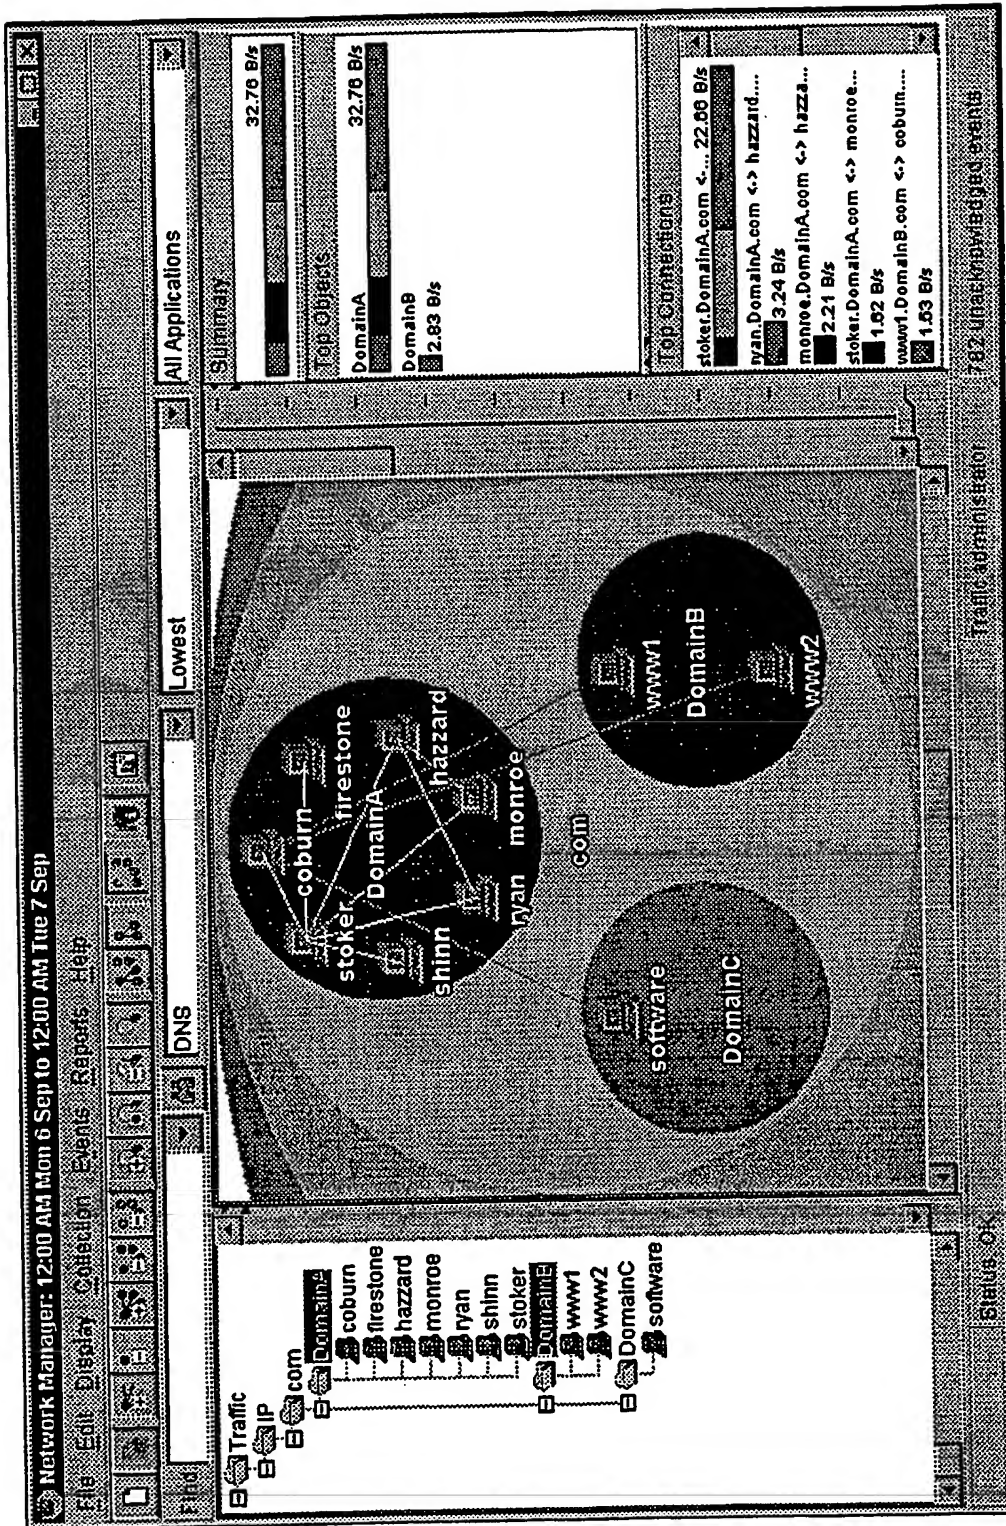 Network Manager: 12:00 AM Mon 6 Sep to 12:00 AM Tue 7 Sep
File Edit Display Collection Events Reports Help
Find: DNS Lowest All Applications
Traffic
IP
com
DomainA
coburn
firestone
hazzard
monroe
ryan
shinn
stoker
DomainB
www1
www2
DomainC
software
coburn
firestone
stoker
DomainA
shinn
hazzard
ryan
monroe
com
software
DomainC
www1
DomainB
www2
Summary
32.76 B/s
Top Objects
DomainA 32.76 B/s
DomainB
2.83 B/s
Top Connections
stoker.DomainA.com <-... 22.66 B/s
ryan.DomainA.com <-> hazzard....
3.24 B/s
monroe.DomainA.com <-> hazza...
2.21 B/s
stoker.DomainA.com <-> monroe...
1.62 B/s
www1.DomainB.com <-> coburn....
1.53 B/s
Status: OK Traffic administrator 782 unacknowledged events